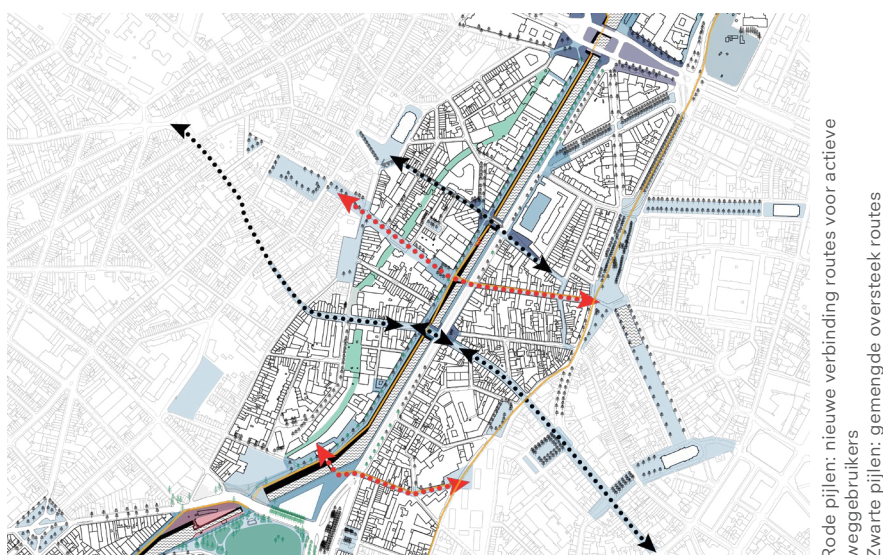 Rode pijlen: nieuwe verbinding routes voor actieve
weggebruikers
Zwarte pijlen: gemengde oversteek routes